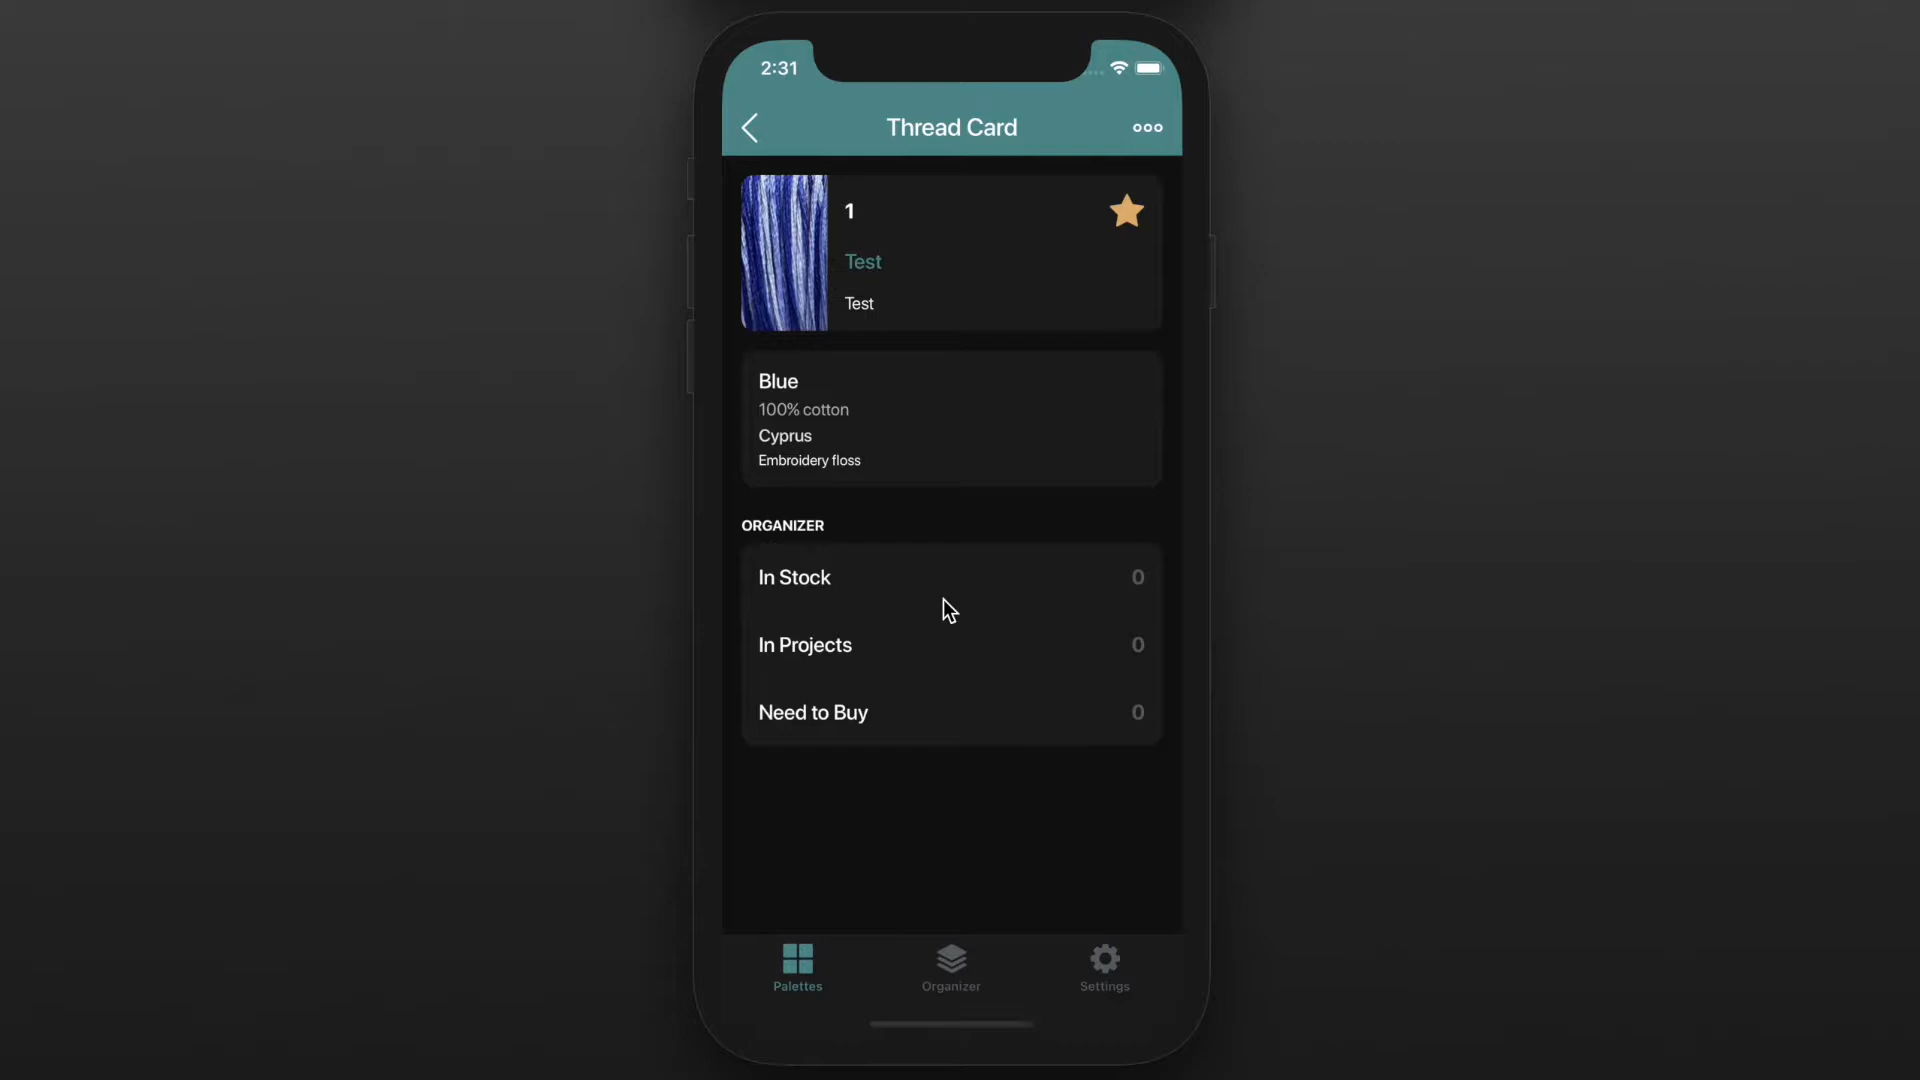 2:31
Thread Card
1
Test
Test
Blue
100% cotton
Cyprus
Embroidery floss
ORGANIZER
In Stock 0
In Projects 0
Need to Buy 0
Palettes Organizer Settings